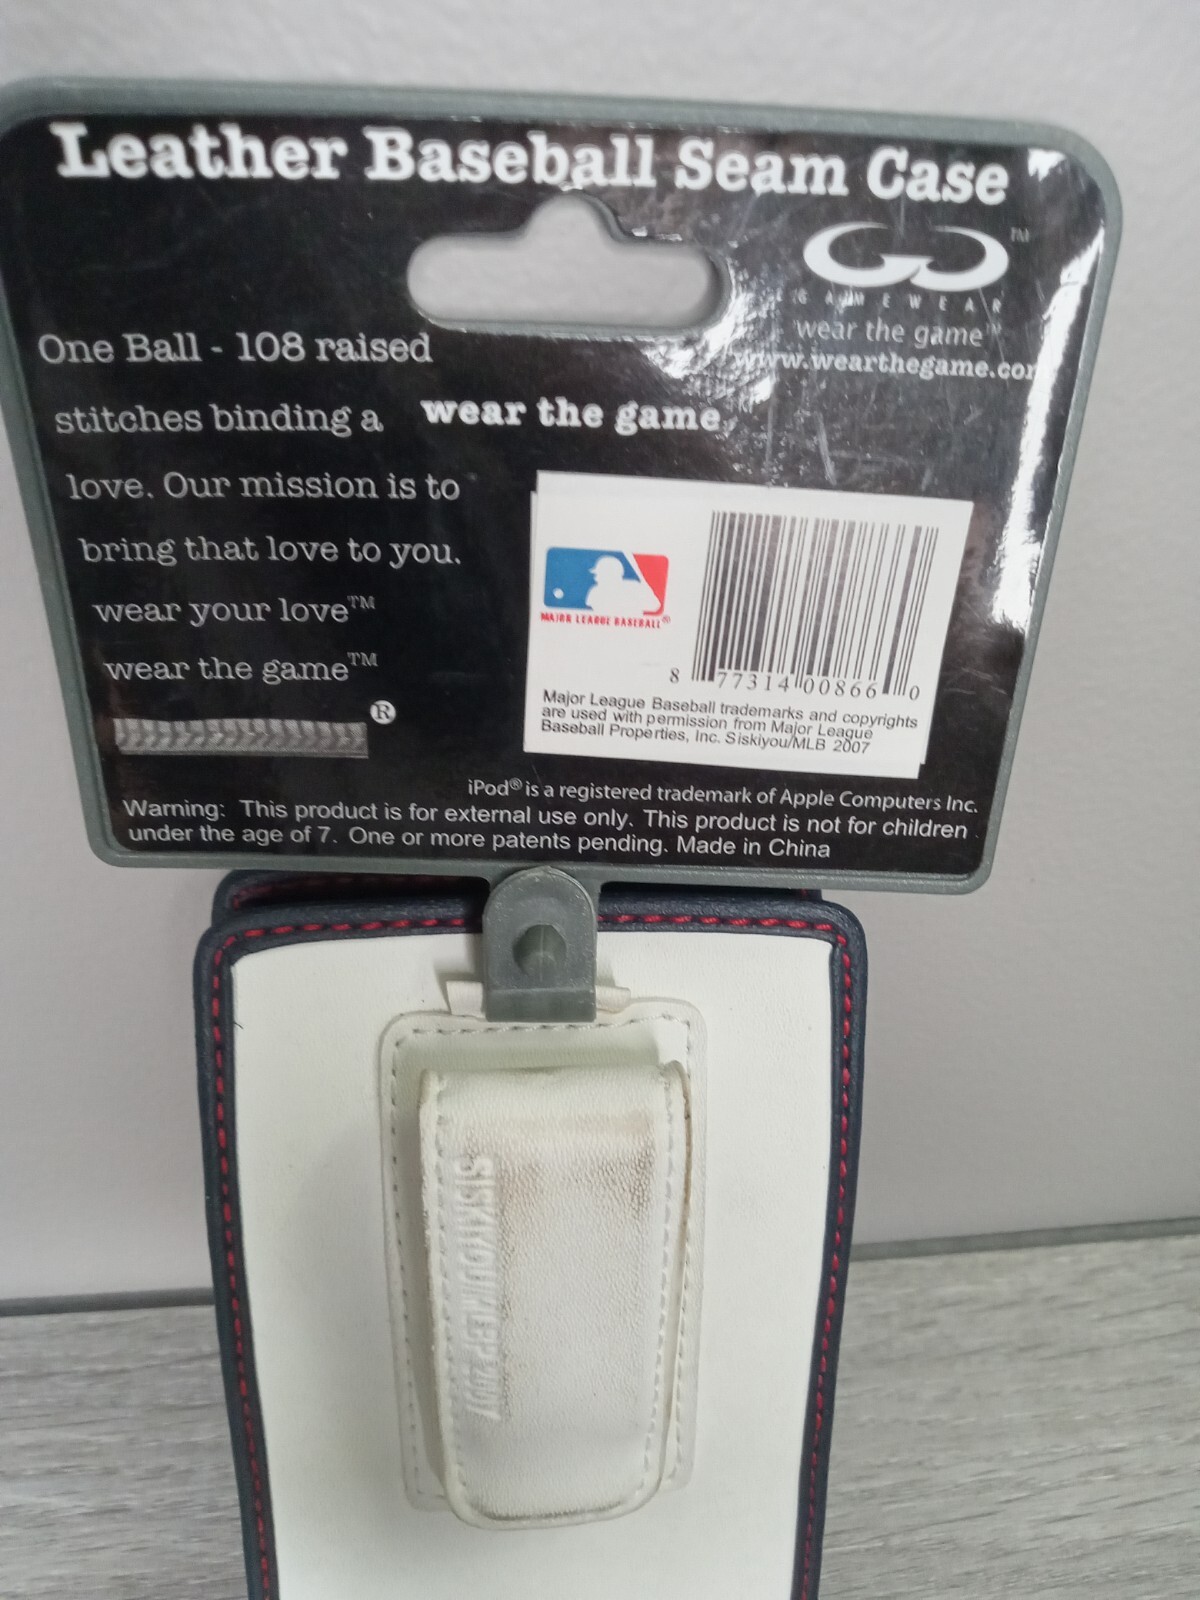 Leather Baseball Seam Case
GAMEWEAR
TM
wear the game™
www.wearthegame.com
One Ball - 108 raised
stitches binding a
love. Our mission is to
bring that love to you.
wear your love™
wear the game™
®
wear the game
MAJOR LEAGUE BASEBALL®
8 77314 00866 0
Major League Baseball trademarks and copyrights
are used with permission from Major League
Baseball Properties, Inc. Siskiyou/MLB 2007
iPod® is a registered trademark of Apple Computers Inc.
Warning: This product is for external use only. This product is not for children
under the age of 7. One or more patents pending. Made in China
SISKIYOU/MLBP 2007